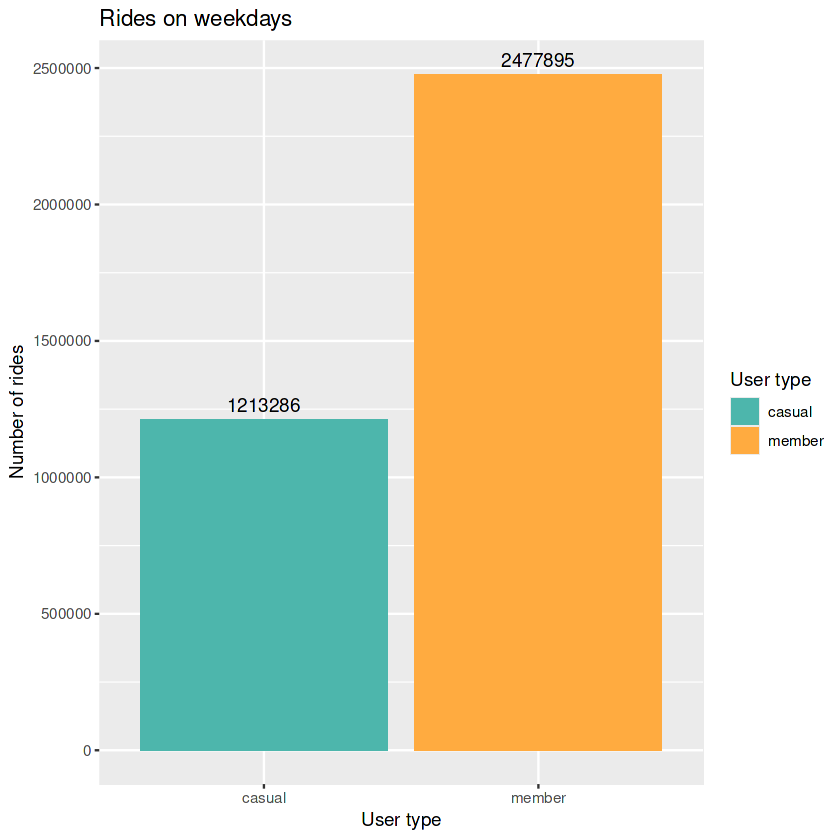 Rides on weekdays
2500000
2000000
1500000
1000000
500000
0
Number of rides
2477895
1213286
casual
member
User type
User type
casual
member